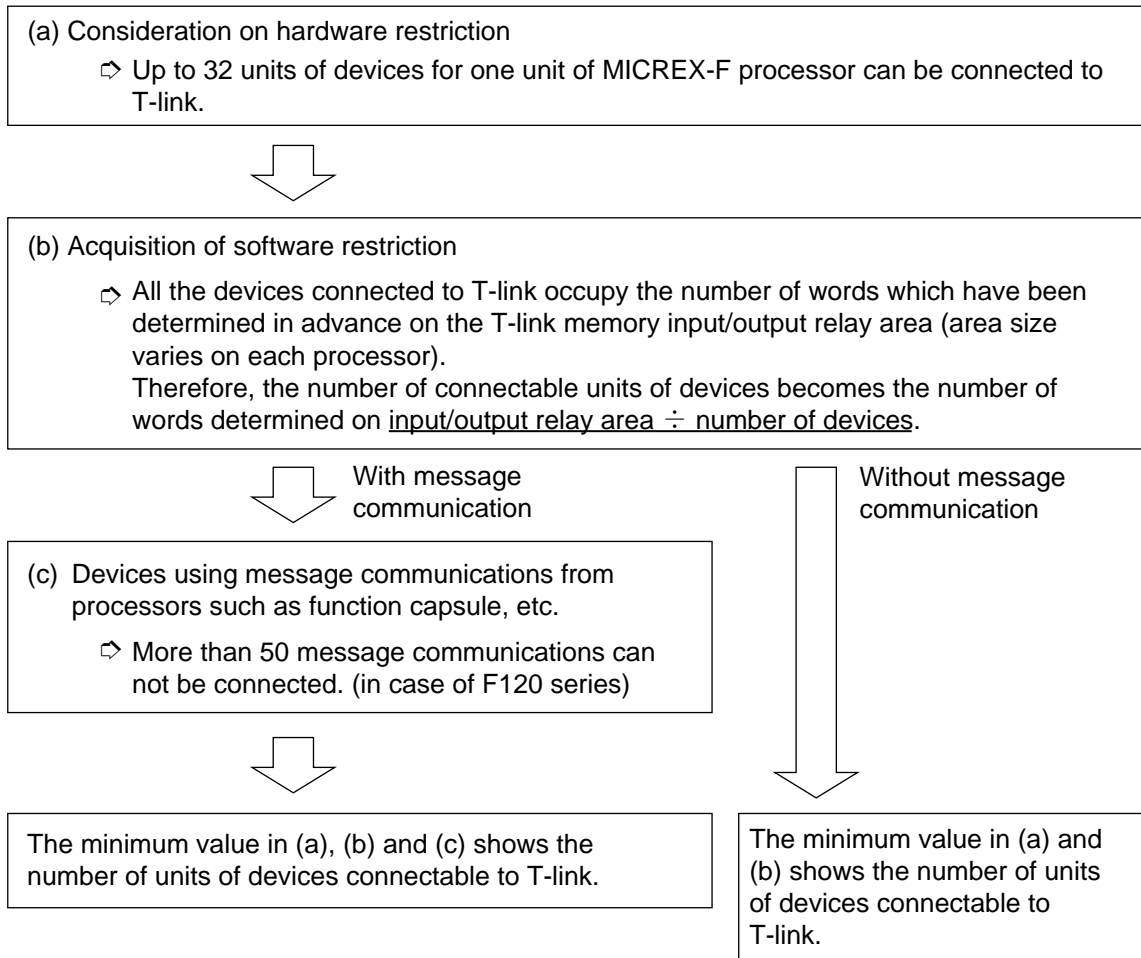 (a) Consideration on hardware restriction
➩ Up to 32 units of devices for one unit of MICREX-F processor can be connected to
T-link.
(b) Acquisition of software restriction
➩ All the devices connected to T-link occupy the number of words which have been
determined in advance on the T-link memory input/output relay area (area size
varies on each processor).
Therefore, the number of connectable units of devices becomes the number of
words determined on input/output relay area ÷ number of devices.
With message
communication
Without message
communication
(c) Devices using message communications from
processors such as function capsule, etc.
➩ More than 50 message communications can
not be connected. (in case of F120 series)
The minimum value in (a), (b) and (c) shows the
number of units of devices connectable to T-link.
The minimum value in (a) and
(b) shows the number of units
of devices connectable to
T-link.